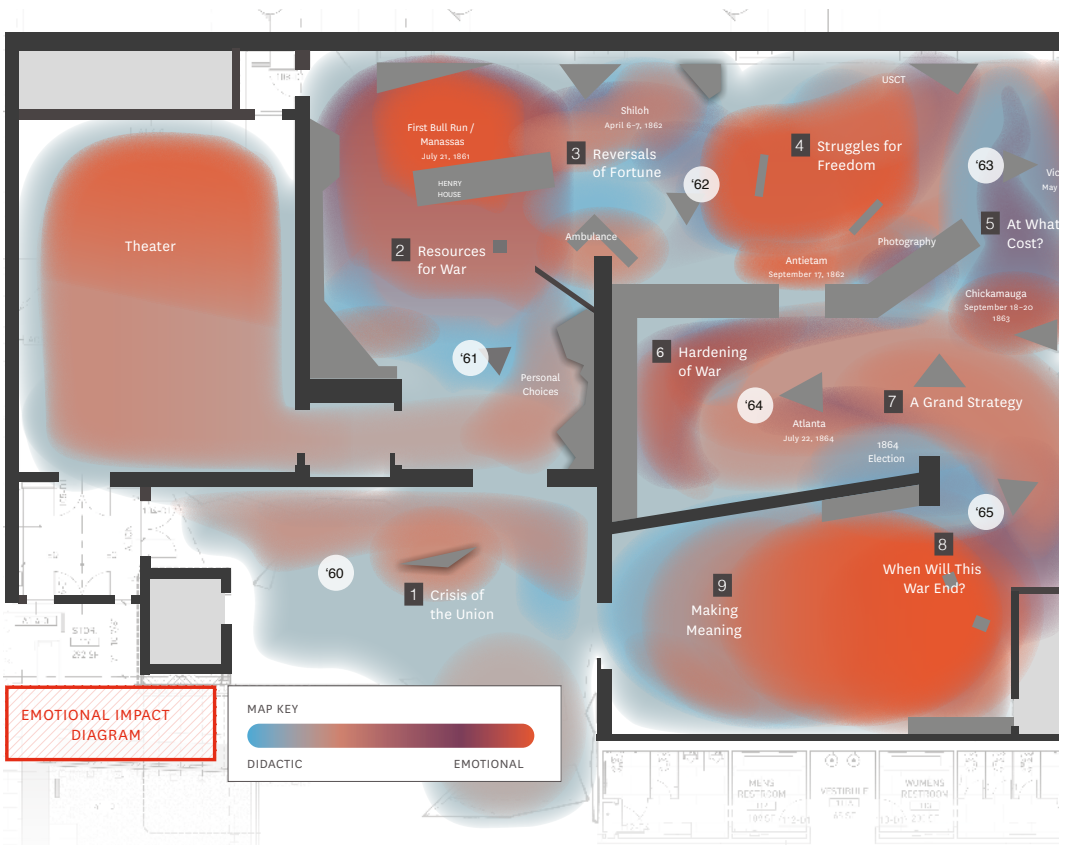 USCT
First Bull Run /
Manassas
July 21, 1861
Shiloh
April 6-7, 1862
3 Reversals
of Fortune
4 Struggles for
Freedom
'62
'63
HENRY
HOUSE
Theater
2 Resources
for War
Ambulance
Photography
5 At What
Cost?
Antietam
September 17, 1862
Chickamauga
September 18-20
1863
'61
Personal
Choices
6 Hardening
of War
'64
7 A Grand Strategy
Atlanta
July 22, 1864
1864
Election
'65
'60
1 Crisis of
the Union
8
When Will This
War End?
9
Making
Meaning
EMOTIONAL IMPACT
DIAGRAM
MAP KEY
DIDACTIC EMOTIONAL
MENS
RESTROOM
VESTIBULE
WOMENS
RESTROOM